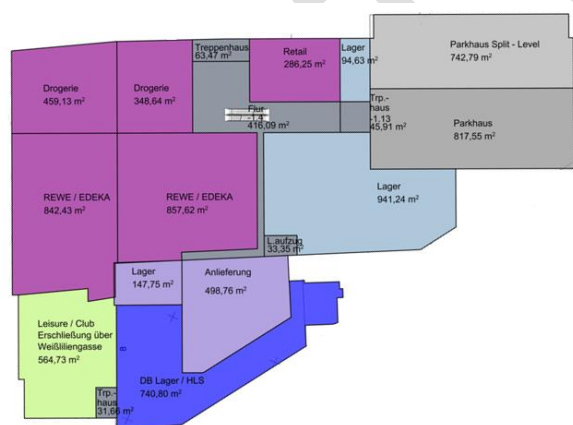 Treppenhaus
63,47 m²
Retail
286,25 m²
Lager
94,63 m²
Parkhaus Split - Level
742,79 m²
Drogerie
459,13 m²
Drogerie
348,64 m²
Flur
-1.4
416,09 m²
Trp.-
haus
-1.13
45,91 m²
Parkhaus
817,55 m²
REWE / EDEKA
842,43 m²
REWE / EDEKA
857,62 m²
Lager
941,24 m²
L.aufzug
33,35 m²
Lager
147,75 m²
Anlieferung
498,76 m²
Leisure / Club
Erschließung über
Weißliliengasse
564,73 m²
DB Lager / HLS
740,80 m²
Trp.-
haus
31,66 m²